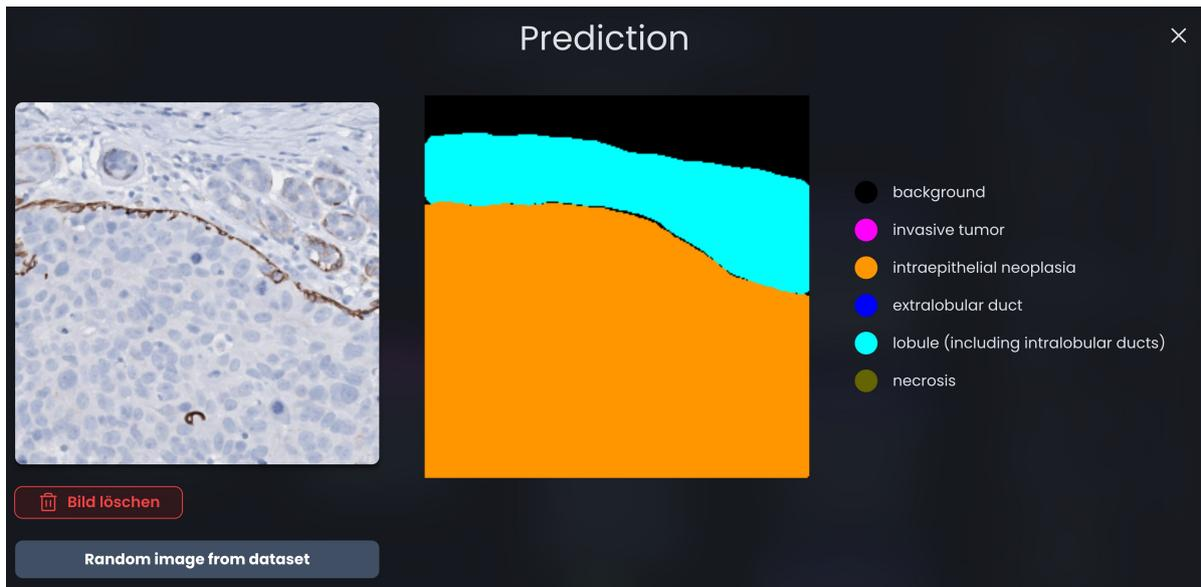 Prediction
background
invasive tumor
intraepithelial neoplasia
extralobular duct
lobule (including intralobular ducts)
necrosis
Bild löschen
Random image from dataset